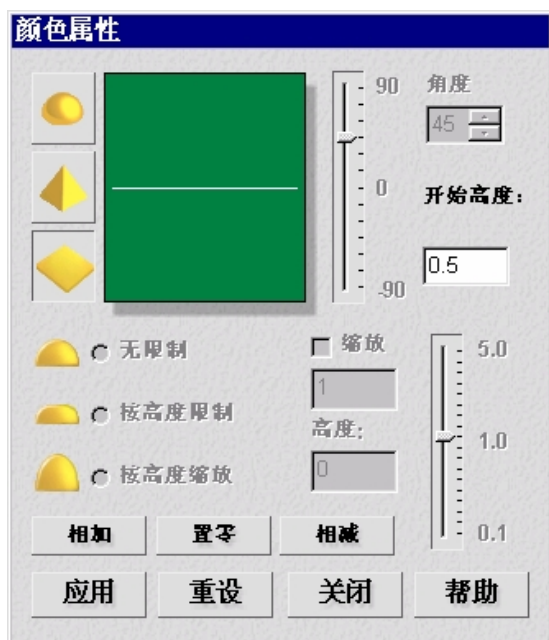 颜色属性
90
0
-90
角度
45
开始高度:
0.5
无限制
按高度限制
按高度缩放
缩放
1
高度:
0
5.0
1.0
0.1
相加
置零
相减
应用
重设
关闭
帮助